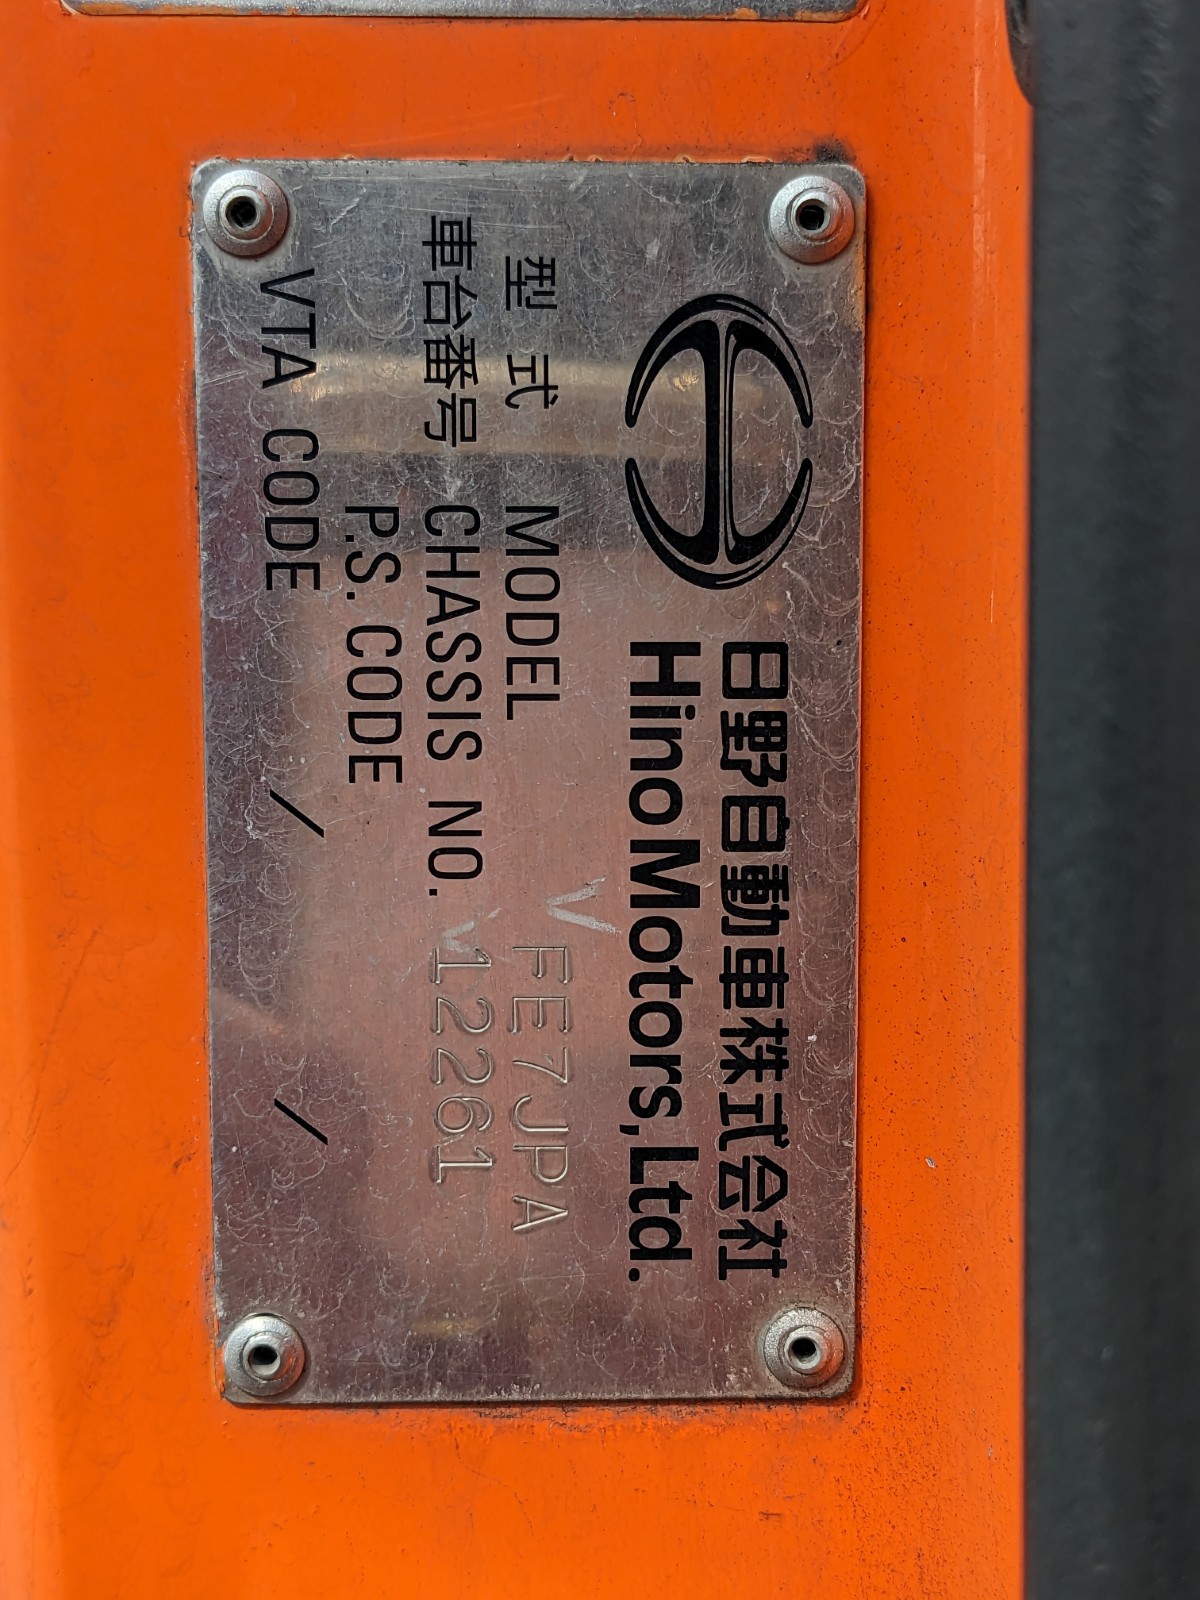 日野自動車株式会社
Hino Motors, Ltd.
型式 MODEL FE7JPA
車台番号 CHASSIS NO. 12261
P.S. CODE
VTA CODE / /